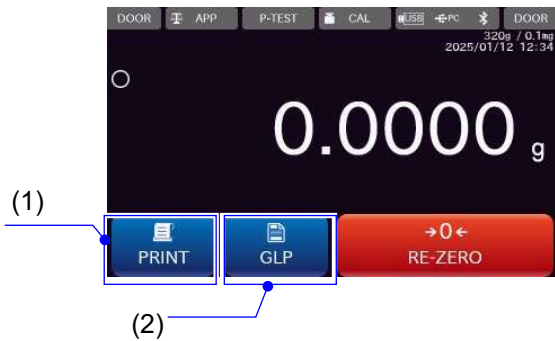 DOOR APP P-TEST CAL USB PC DOOR
320g / 0.1mg
2025/01/12 12:34
0.0000 g
(1)
→0←
PRINT GLP RE-ZERO
(2)